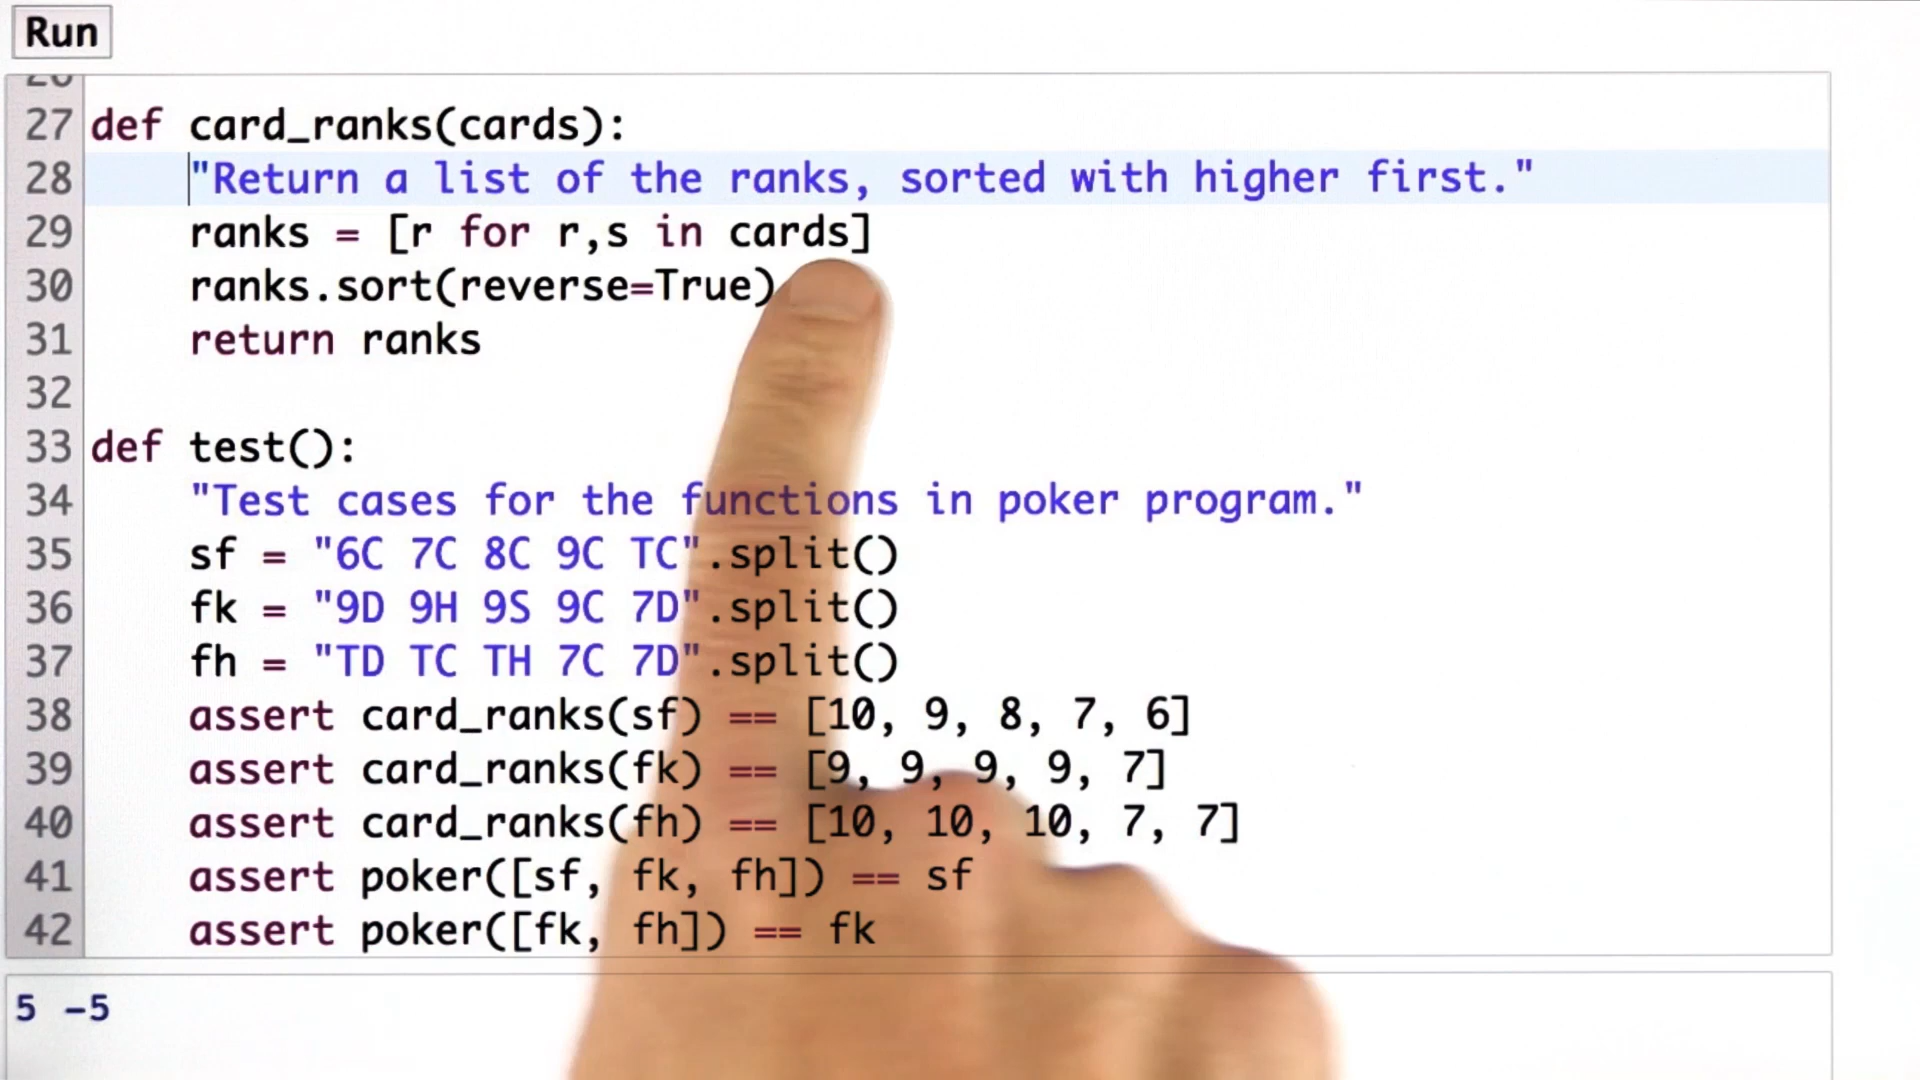 Run
27 def card_ranks(cards):
28     "Return a list of the ranks, sorted with higher first."
29     ranks = [r for r,s in cards]
30     ranks.sort(reverse=True)
31     return ranks
32
33 def test():
34     "Test cases for the functions in poker program."
35     sf = "6C 7C 8C 9C TC".split()
36     fk = "9D 9H 9S 9C 7D".split()
37     fh = "TD TC TH 7C 7D".split()
38     assert card_ranks(sf) == [10, 9, 8, 7, 6]
39     assert card_ranks(fk) == [9, 9, 9, 9, 7]
40     assert card_ranks(fh) == [10, 10, 10, 7, 7]
41     assert poker([sf, fk, fh]) == sf
42     assert poker([fk, fh]) == fk
5 -5